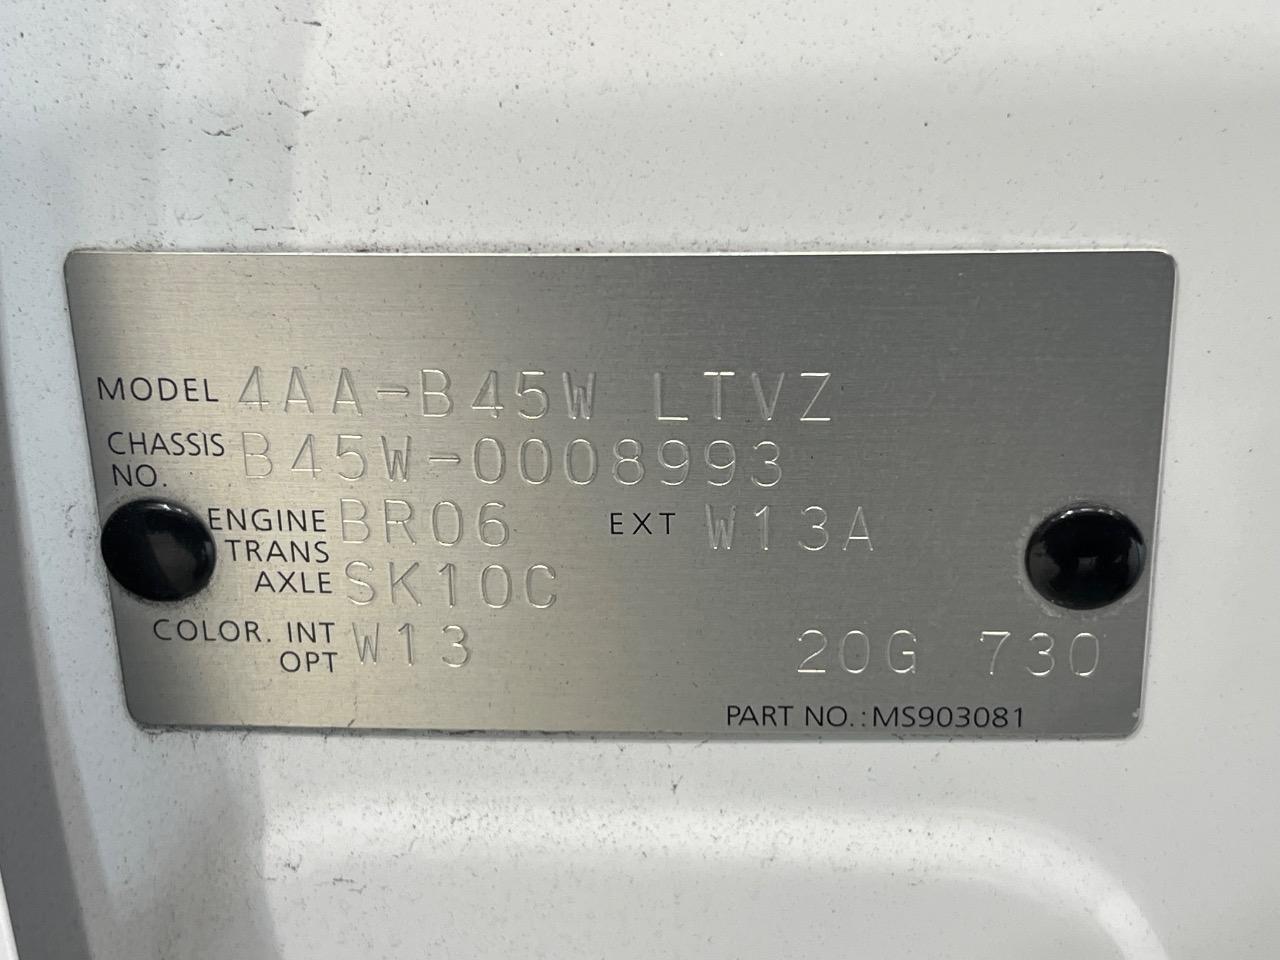 MODEL 4AA-B45W LTVZ
CHASSIS NO. B45W-0008993
ENGINE BR06 EXT W13A
TRANS AXLE SK10C
COLOR. INT OPT W13 20G 730
PART NO.:MS903081